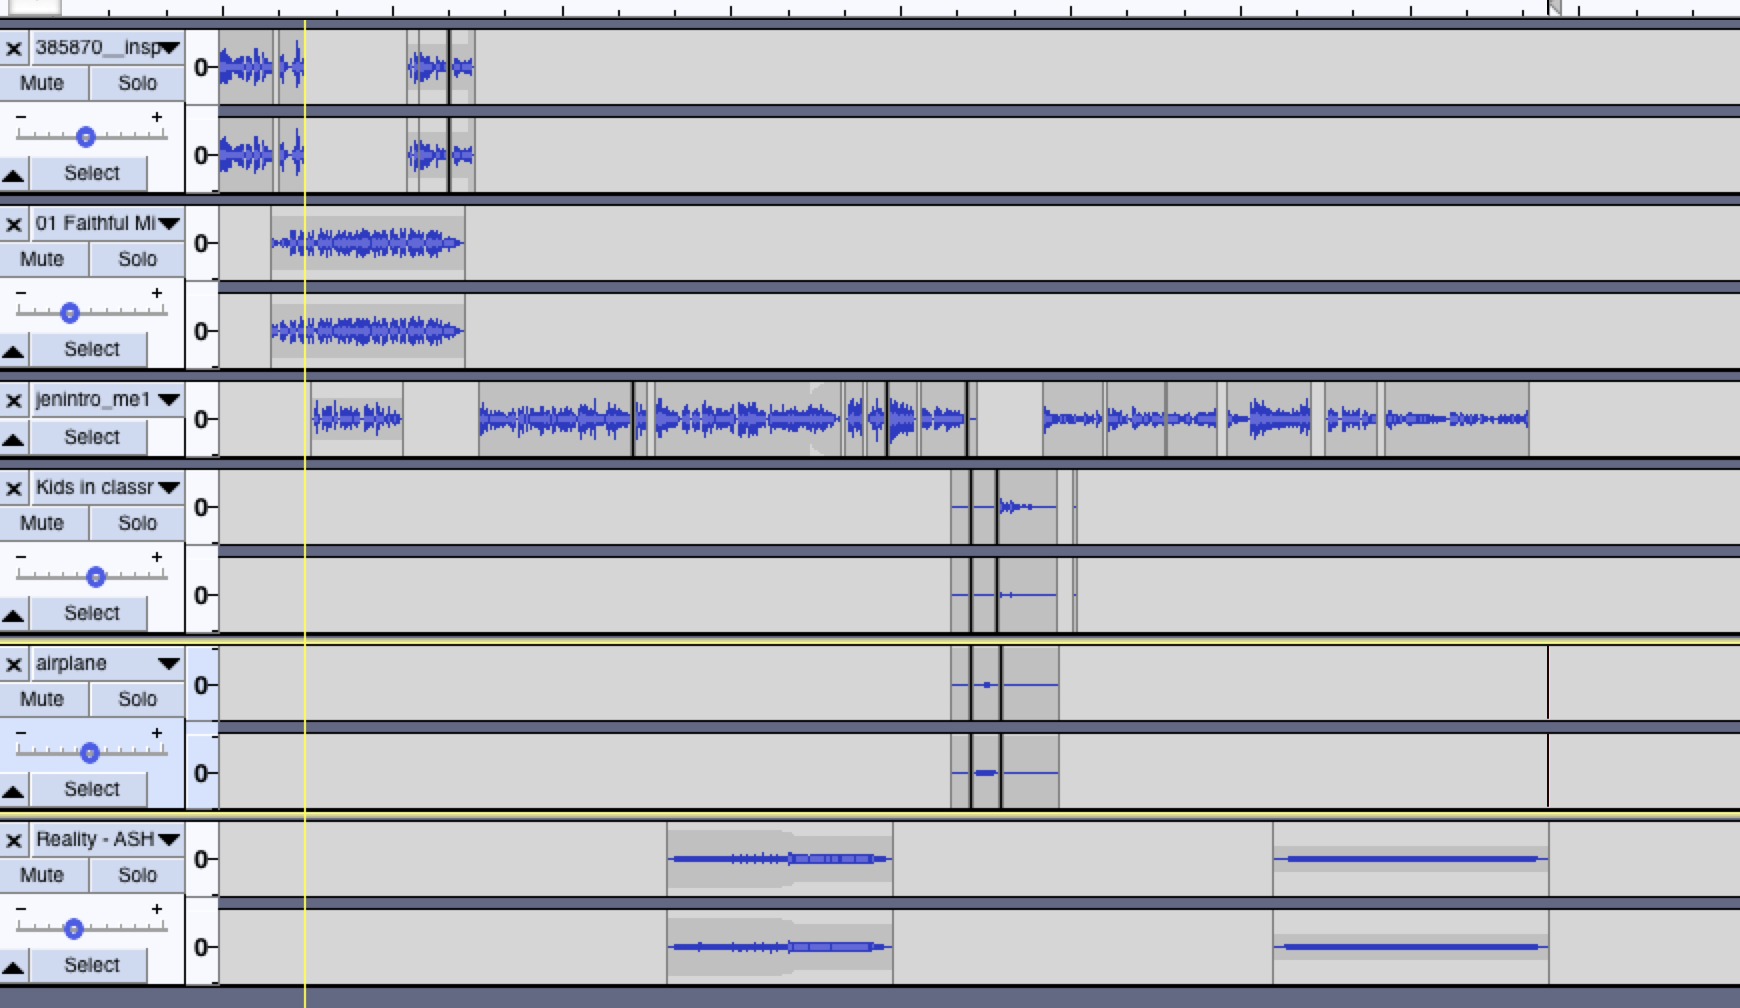 385870__insp
Mute Solo
- +
Select
0
0
01 Faithful Mi
Mute Solo
- +
Select
0
0
jenintro_me1
Select
0
Kids in classr
Mute Solo
- +
Select
0
0
airplane
Mute Solo
- +
Select
0
0
Reality - ASH
Mute Solo
- +
Select
0
0